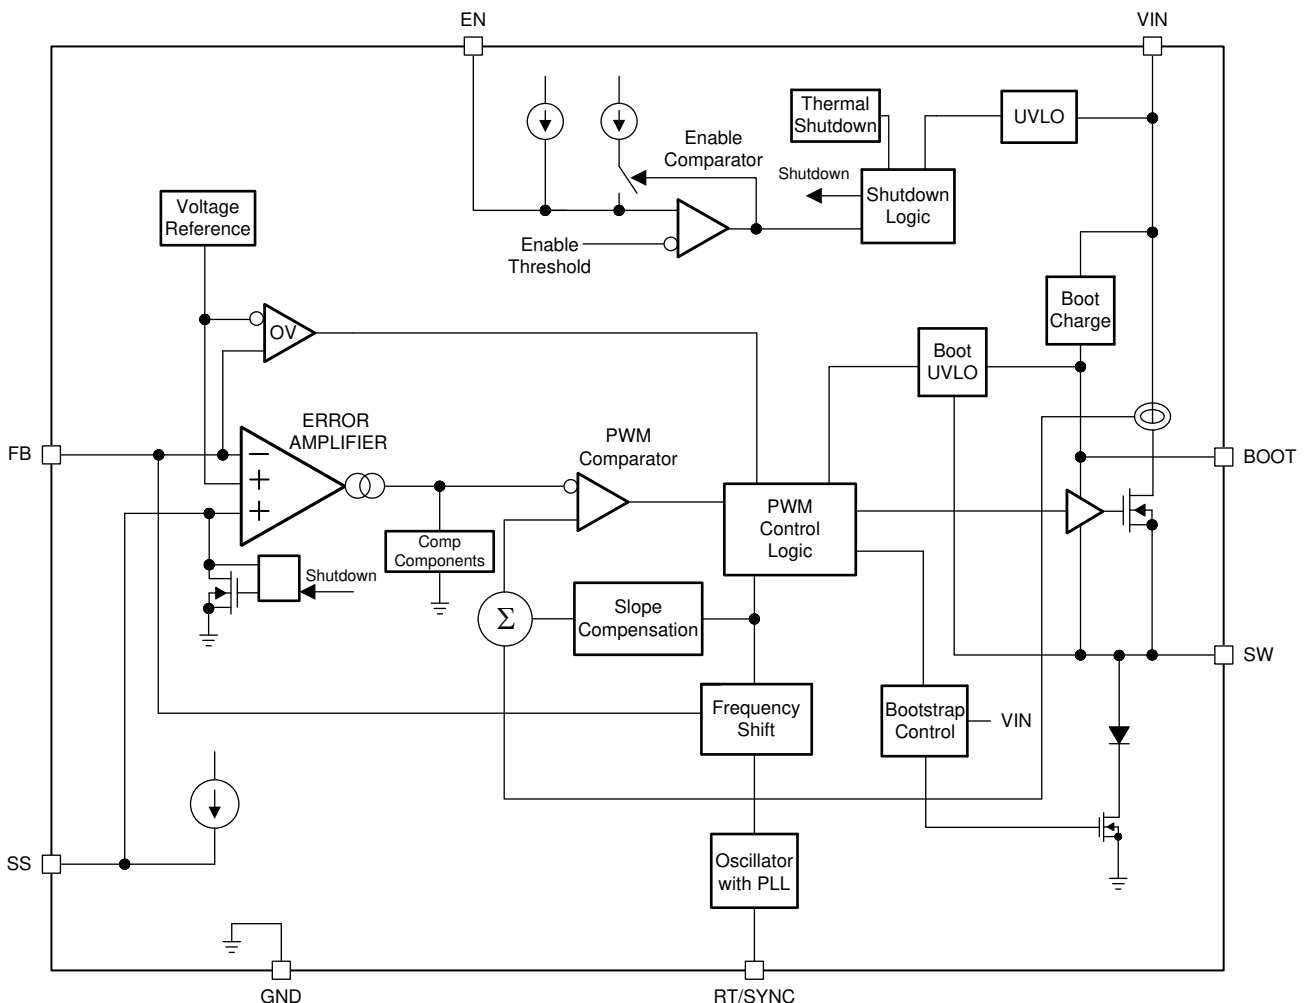 EN
VIN
Thermal
Shutdown
UVLO
Enable
Comparator
Shutdown
Shutdown
Logic
Voltage
Reference
Enable
Threshold
Boot
Charge
OV
Boot
UVLO
ERROR
AMPLIFIER
PWM
Comparator
FB
−
+
+
BOOT
PWM
Control
Logic
Comp
Components
Shutdown
Σ
Slope
Compensation
SW
Frequency
Shift
Bootstrap
Control
VIN
SS
Oscillator
with PLL
GND
RT/SYNC